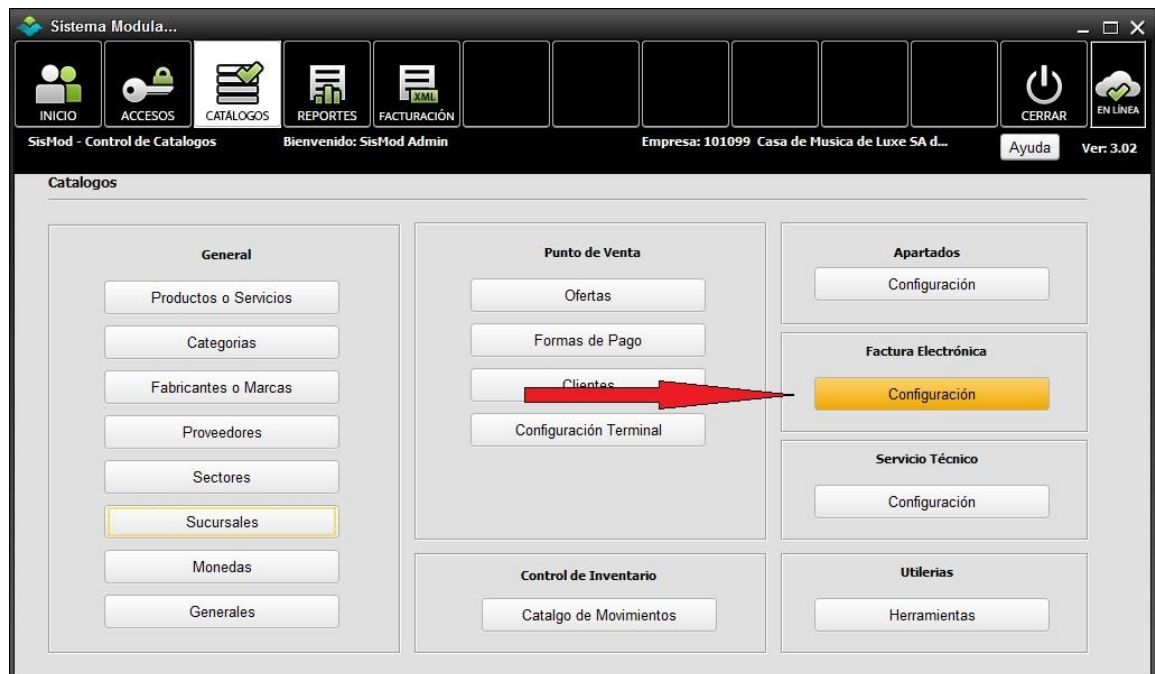 Sistema Modula...
INICIO
ACCESOS
CATÁLOGOS
REPORTES
XML
FACTURACIÓN
CERRAR
EN LÍNEA
SisMod - Control de Catalogos
Bienvenido: SisMod Admin
Empresa: 101099 Casa de Musica de Luxe SA d...
Ayuda
Ver: 3.02
Catalogos
General
Productos o Servicios
Categorias
Fabricantes o Marcas
Proveedores
Sectores
Sucursales
Monedas
Generales
Punto de Venta
Ofertas
Formas de Pago
Clientes
Configuración Terminal
Control de Inventario
Catalgo de Movimientos
Apartados
Configuración
Factura Electrónica
Configuración
Servicio Técnico
Configuración
Utilerias
Herramientas